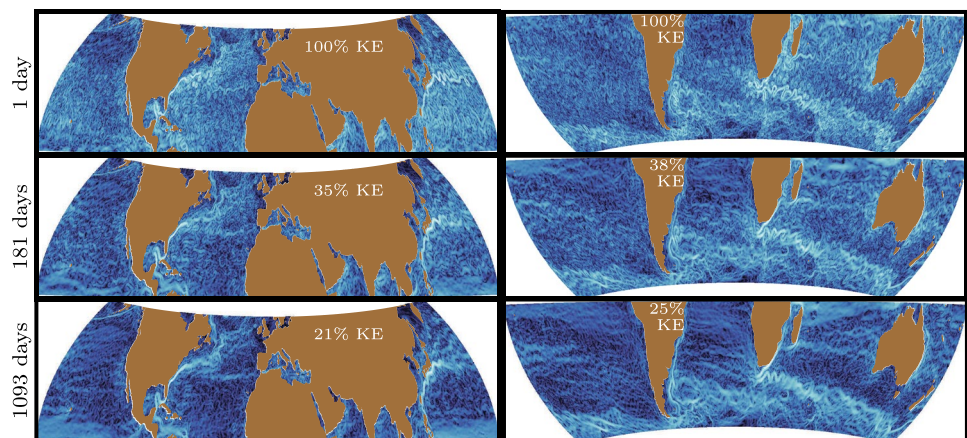 1 day
100% KE
100%
KE
181 days
35% KE
38%
KE
1093 days
21% KE
25%
KE